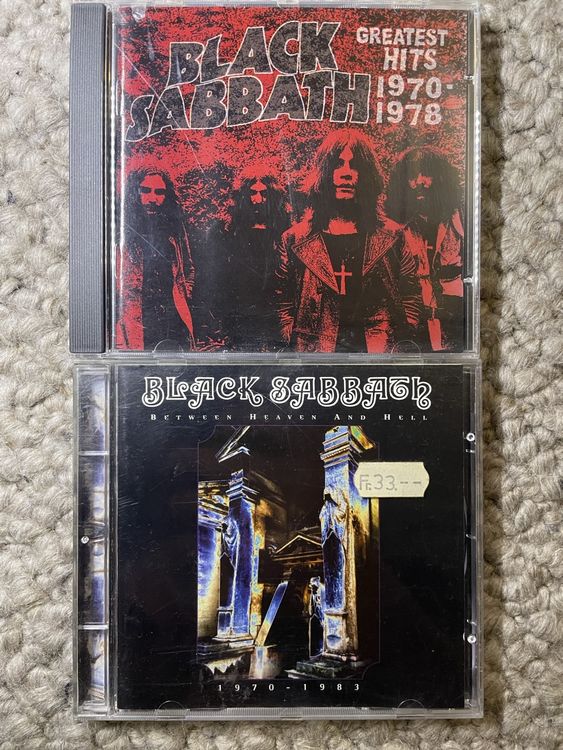 BLACK
SABBATH
GREATEST
HITS
1970-
1978
BLACK SABBATH
BETWEEN HEAVEN AND HELL
Fr.33.--
1970-1983